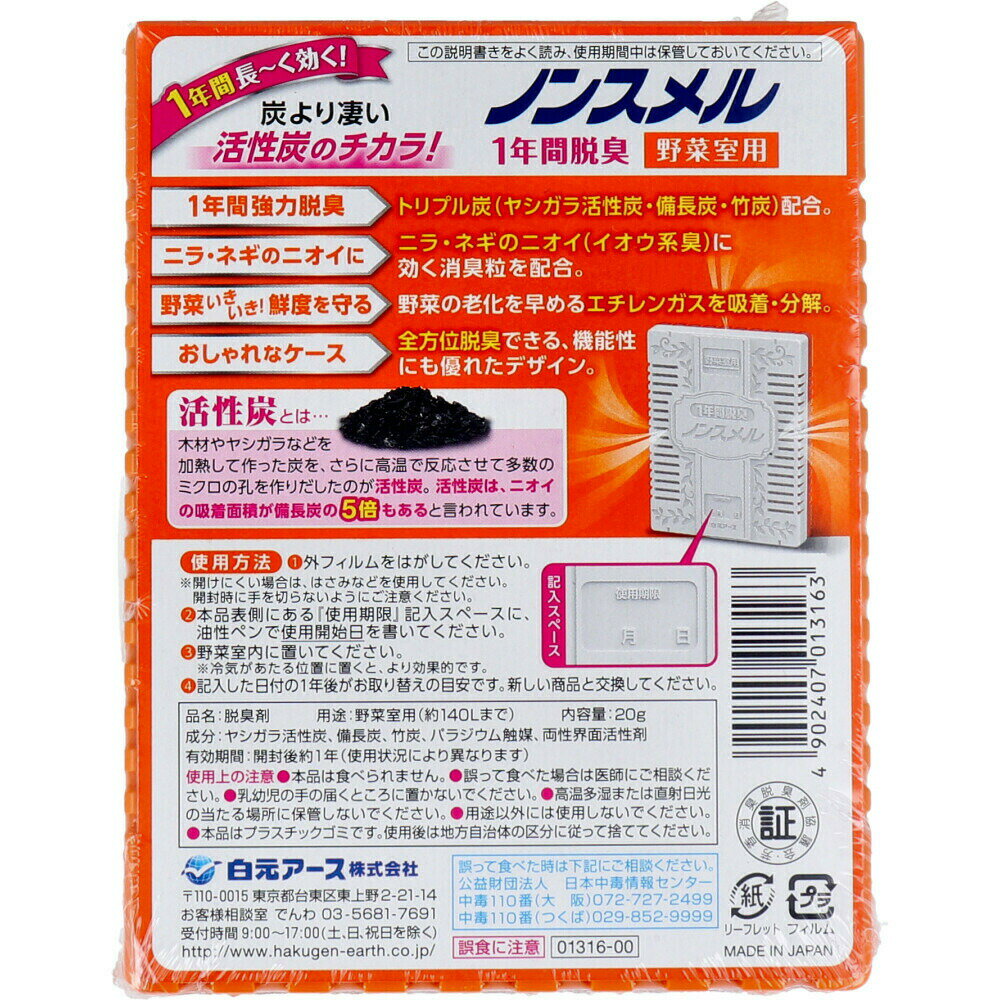 この説明書きをよく読み、使用期間中は保管しておいてください。
1年間長〜く効く!
炭より凄い
活性炭のチカラ!
ノンスメル
1年間脱臭 野菜室用
1年間強力脱臭
トリプル炭(ヤシガラ活性炭・備長炭・竹炭)配合。
ニラ・ネギのニオイに
ニラ・ネギのニオイ(イオウ系臭)に
効く消臭粒を配合。
野菜いきいき!鮮度を守る
野菜の老化を早めるエチレンガスを吸着・分解。
おしゃれなケース
全方位脱臭できる、機能性
にも優れたデザイン。
野菜室用
1年間脱臭
ノンスメル
白元アース
活性炭とは…
木材やヤシガラなどを
加熱して作った炭を、さらに高温で反応させて多数の
ミクロの孔を作りだしたのが活性炭。活性炭は、ニオイ
の吸着面積が備長炭の5倍もあると言われています。
使用方法 ①外フィルムをはがしてください。
※開けにくい場合は、はさみなどを使用してください。
開封時に手を切らないようにご注意ください。
②本品表側にある『使用期限』記入スペースに、
油性ペンで使用開始日を書いてください。
③野菜室内に置いてください。
※冷気があたる位置に置くと、より効果的です。
④記入した日付の1年後がお取り替えの目安です。新しい商品と交換してください。
記入スペース
使用期限
月 日
品名:脱臭剤 用途:野菜室用(約140Lまで) 内容量:20g
成分:ヤシガラ活性炭、備長炭、竹炭、パラジウム触媒、両性界面活性剤
有効期間:開封後約1年(使用状況により異なります)
使用上の注意●本品は食べられません。●誤って食べた場合は医師にご相談くだ
さい。●乳幼児の手の届くところに置かないでください。●高温多湿または直射日光
の当たる場所に保管しないでください。●用途以外には使用しないでください。
●本品はプラスチックゴミです。使用後は地方自治体の区分に従って捨ててください。
4 902407 013163
芳香消臭脱臭剤協議会
証
白元アース株式会社
〒110-0015 東京都台東区東上野2-21-14
お客様相談室 でんわ 03-5681-7691
受付時間 9:00〜17:00(土、日、祝日を除く)
http://www.hakugen-earth.co.jp/
誤って食べた時は下記にご相談ください。
公益財団法人 日本中毒情報センター
中毒110番(大 阪) 072-727-2499
中毒110番(つくば) 029-852-9999
誤食に注意 01316-00
紙 プラ
リーフレット フィルム
MADE IN JAPAN